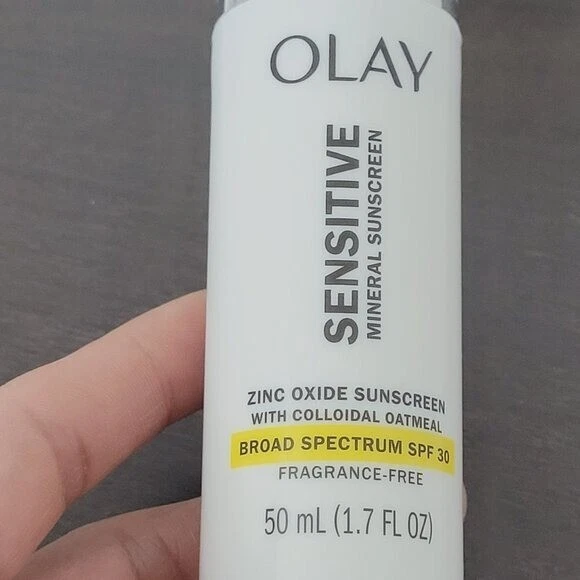 OLAY
SENSITIVE
MINERAL SUNSCREEN
ZINC OXIDE SUNSCREEN
WITH COLLOIDAL OATMEAL
BROAD SPECTRUM SPF 30
FRAGRANCE-FREE
50 mL (1.7 FL OZ)